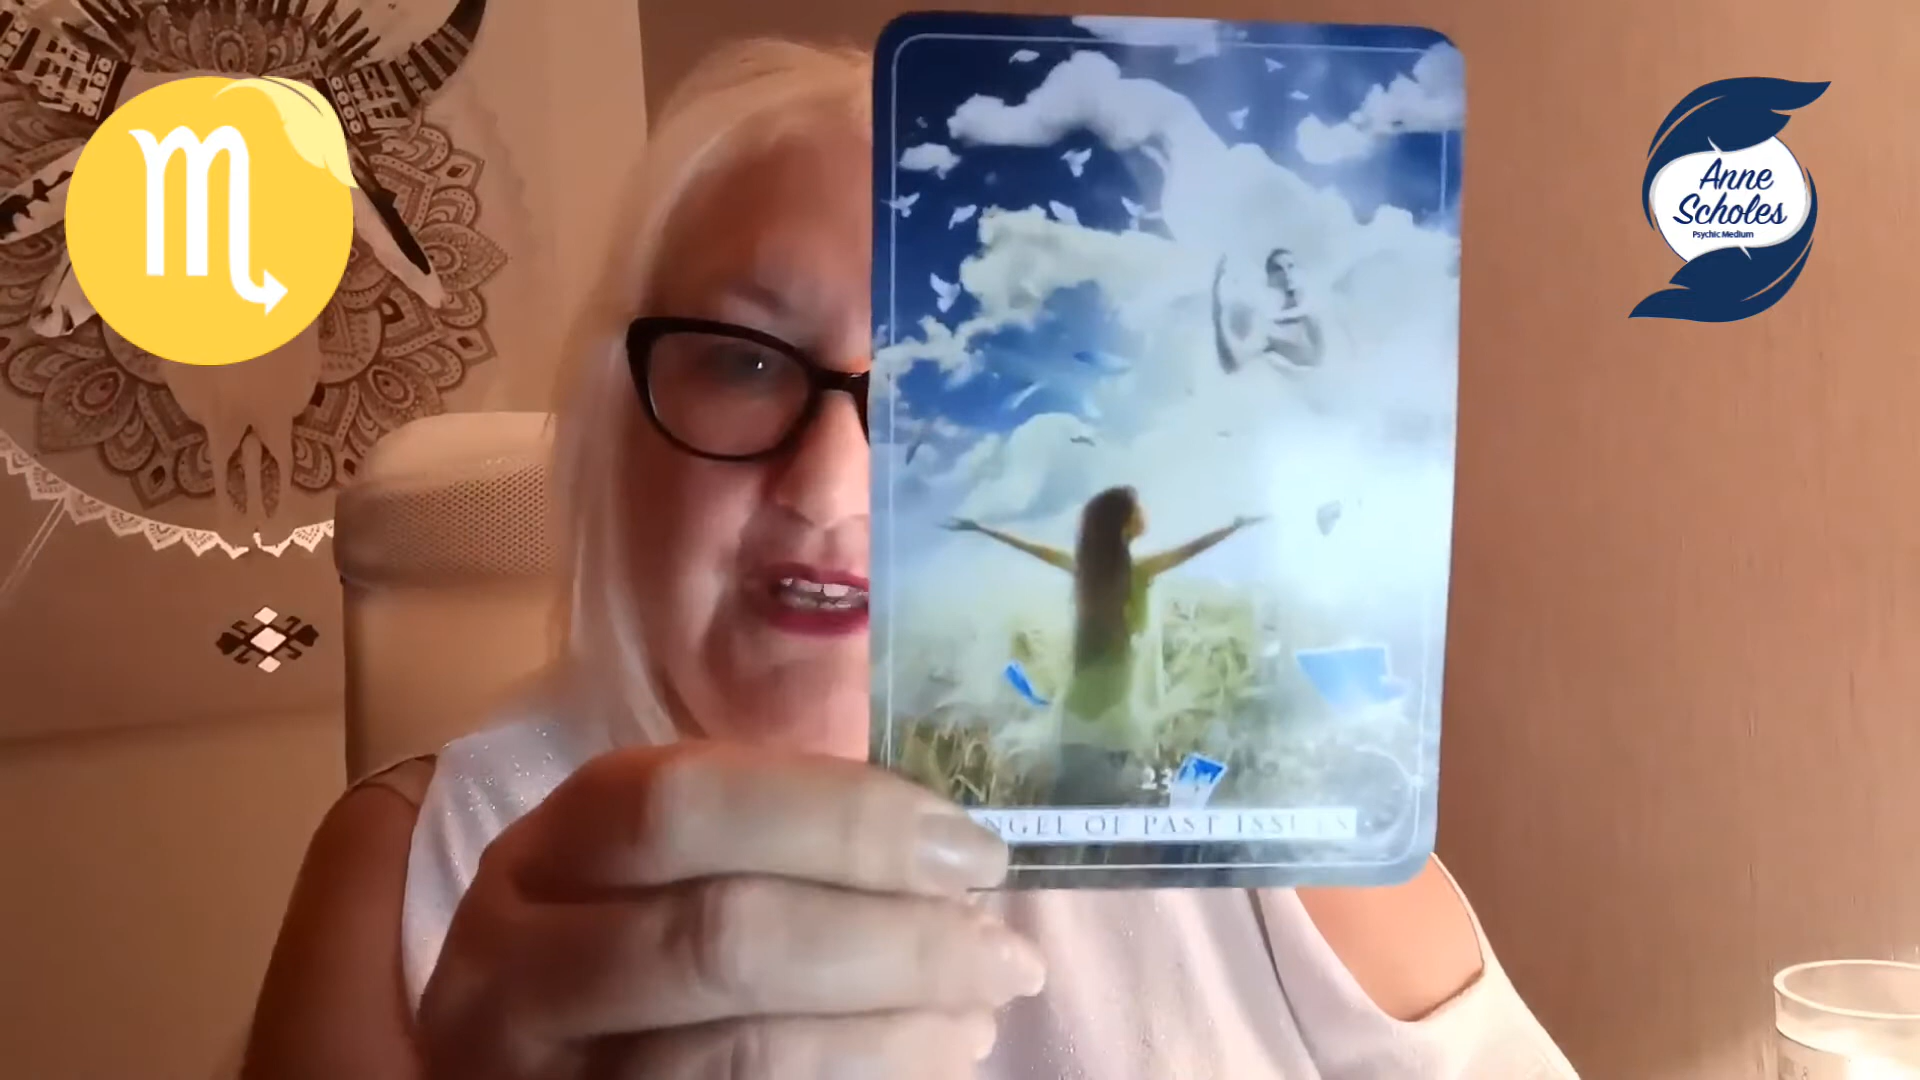 Anne
Scholes
Psychic Medium
23
ANGEL OF PAST ISSUES